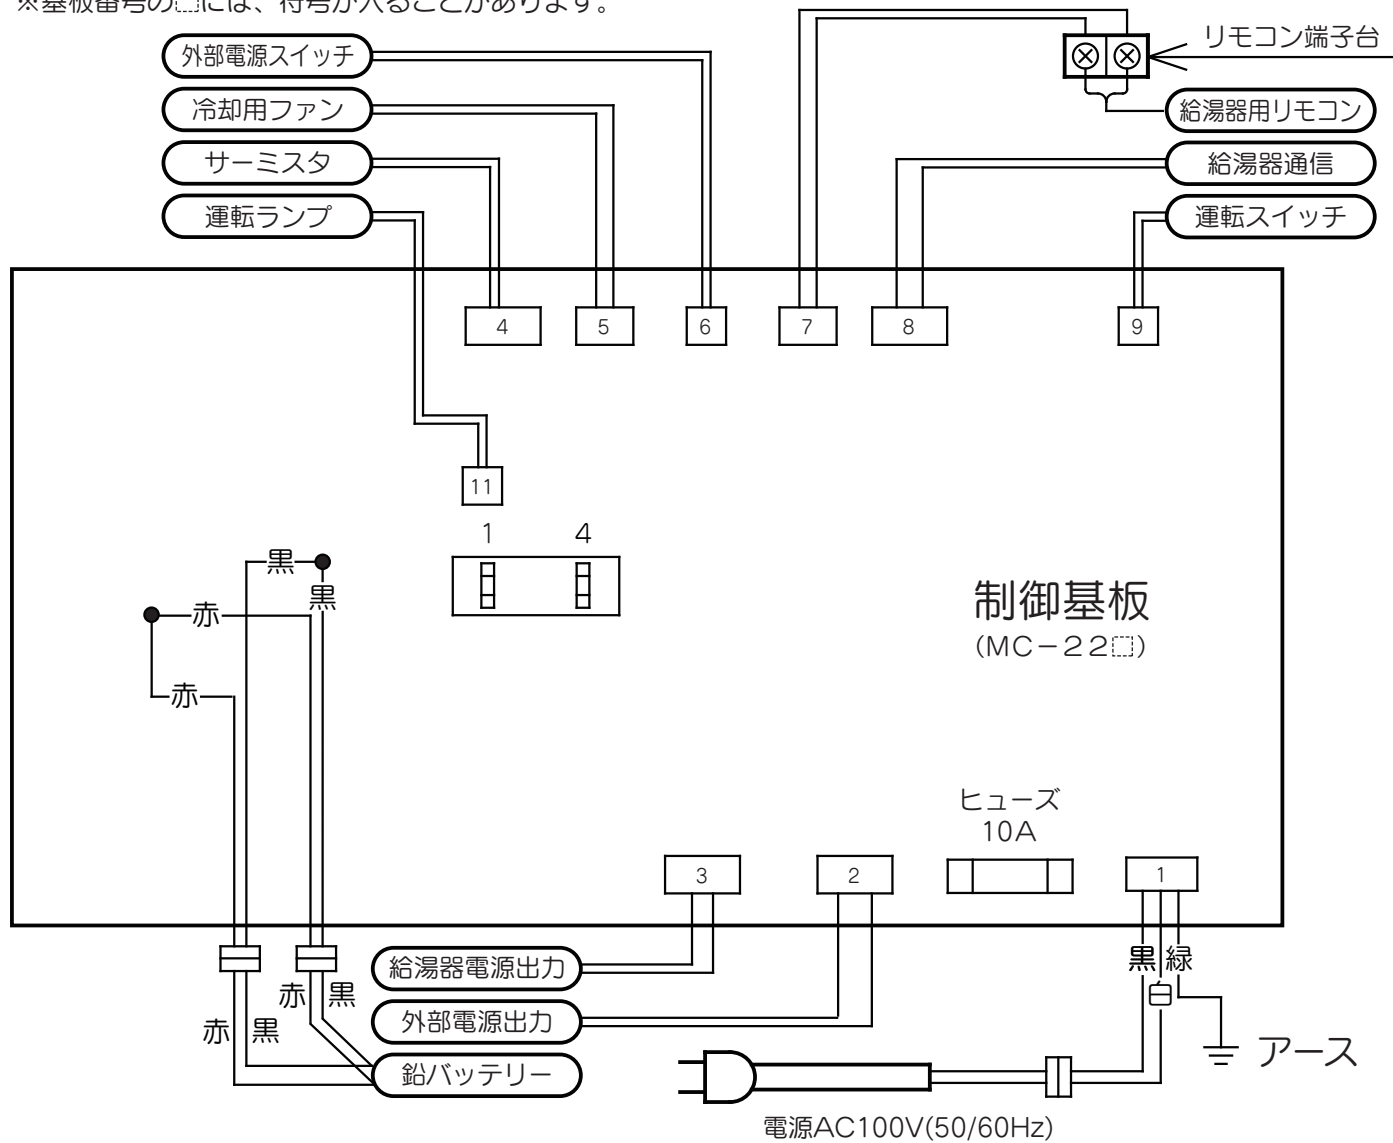 ※基板番号の□には、符号が入ることがあります。
外部電源スイッチ
リモコン端子台
冷却用ファン
給湯器用リモコン
サーミスタ
給湯器通信
運転ランプ
運転スイッチ
4
5
6
7
8
9
11
1 4
黒
黒
赤
赤
制御基板
(MC－22□)
ヒューズ
10A
3
2
1
黒
緑
白
給湯器電源出力
赤
黒
赤
黒
外部電源出力
鉛バッテリー
アース
電源AC100V(50/60Hz)